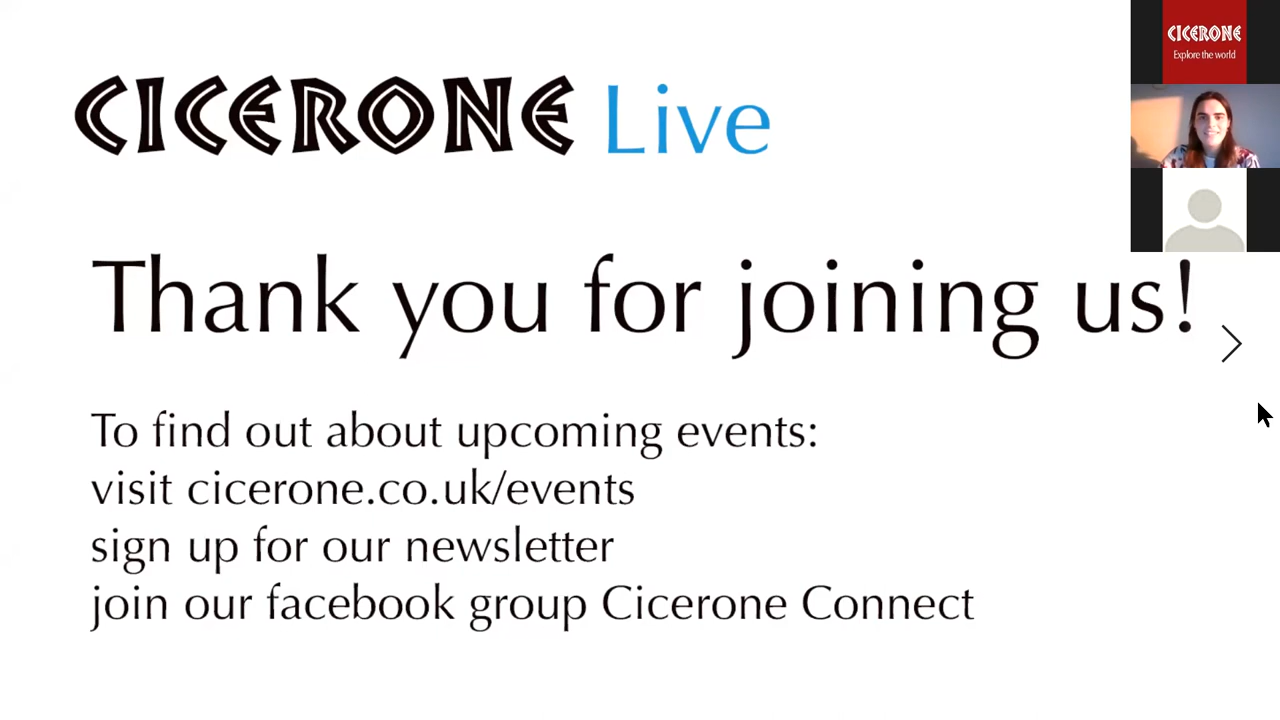 CICERONE Live
CICERONE
Explore the world
Thank you for joining us!
To find out about upcoming events:
visit cicerone.co.uk/events
sign up for our newsletter
join our facebook group Cicerone Connect